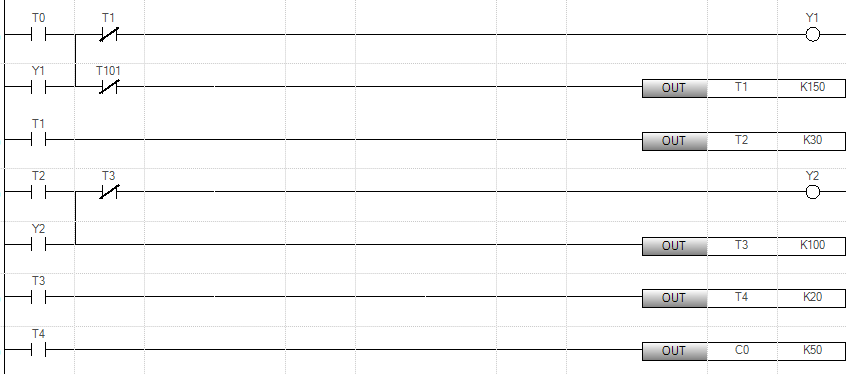 T0 T1 Y1
Y1 T101
OUT T1 K150
T1
OUT T2 K30
T2 T3 Y2
Y2
OUT T3 K100
T3
OUT T4 K20
T4
OUT C0 K50